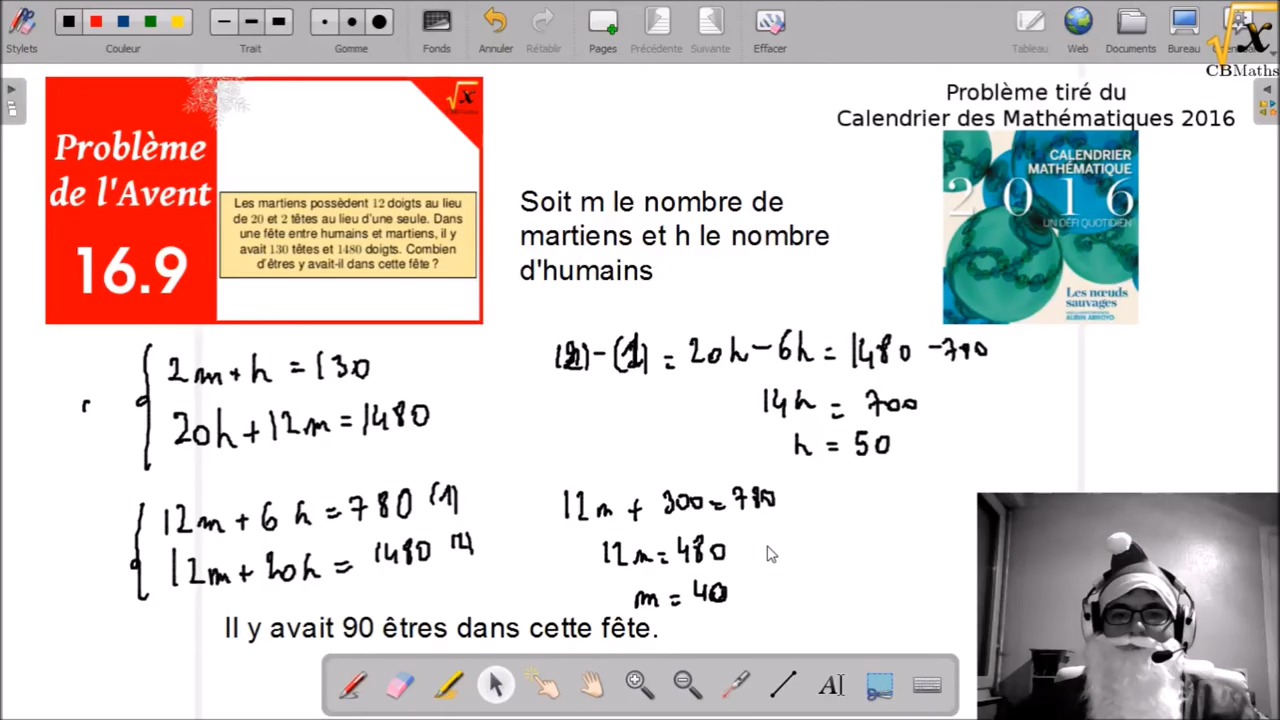 Stylets
Couleur
Trait
Gomme
Fonds
Annuler
Rétablir
Pages
Précédente
Suivante
Effacer
Tableau
Web
Documents
Bureau
CBMaths
Problème
de l'Avent
16.9
Les martiens possèdent 12 doigts au lieu
de 20 et 2 têtes au lieu d'une seule. Dans
une fête entre humains et martiens, il y
avait 130 têtes et 1480 doigts. Combien
d'êtres y avait-il dans cette fête ?
Soit m le nombre de
martiens et h le nombre
d'humains
Problème tiré du
Calendrier des Mathématiques 2016
CALENDRIER
MATHÉMATIQUE
2016
UN DÉFI QUOTIDIEN
Les nœuds
sauvages
2m + h = 130
20h + 12m = 1480
12m + 6h = 780 (1)
12m + 20h = 1480 (2)
(2) - (1) = 20h - 6h = 1480 - 780
14h = 700
h = 50
12m + 300 = 780
12m = 480
m = 40
Il y avait 90 êtres dans cette fête.